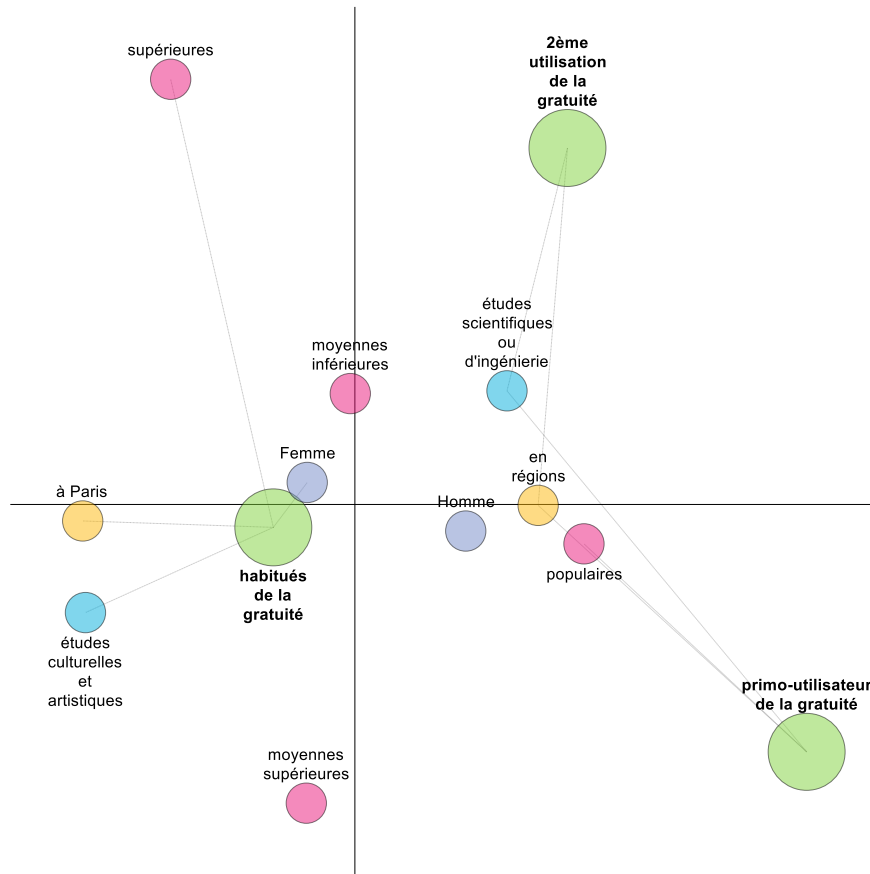 supérieures
2ème
utilisation
de la
gratuité
études
scientifiques
ou
d'ingénierie
moyennes
inférieures
Femme
en
régions
à Paris
Homme
populaires
habitués
de la
gratuité
études
culturelles
et
artistiques
primo-utilisateur
de la gratuité
moyennes
supérieures